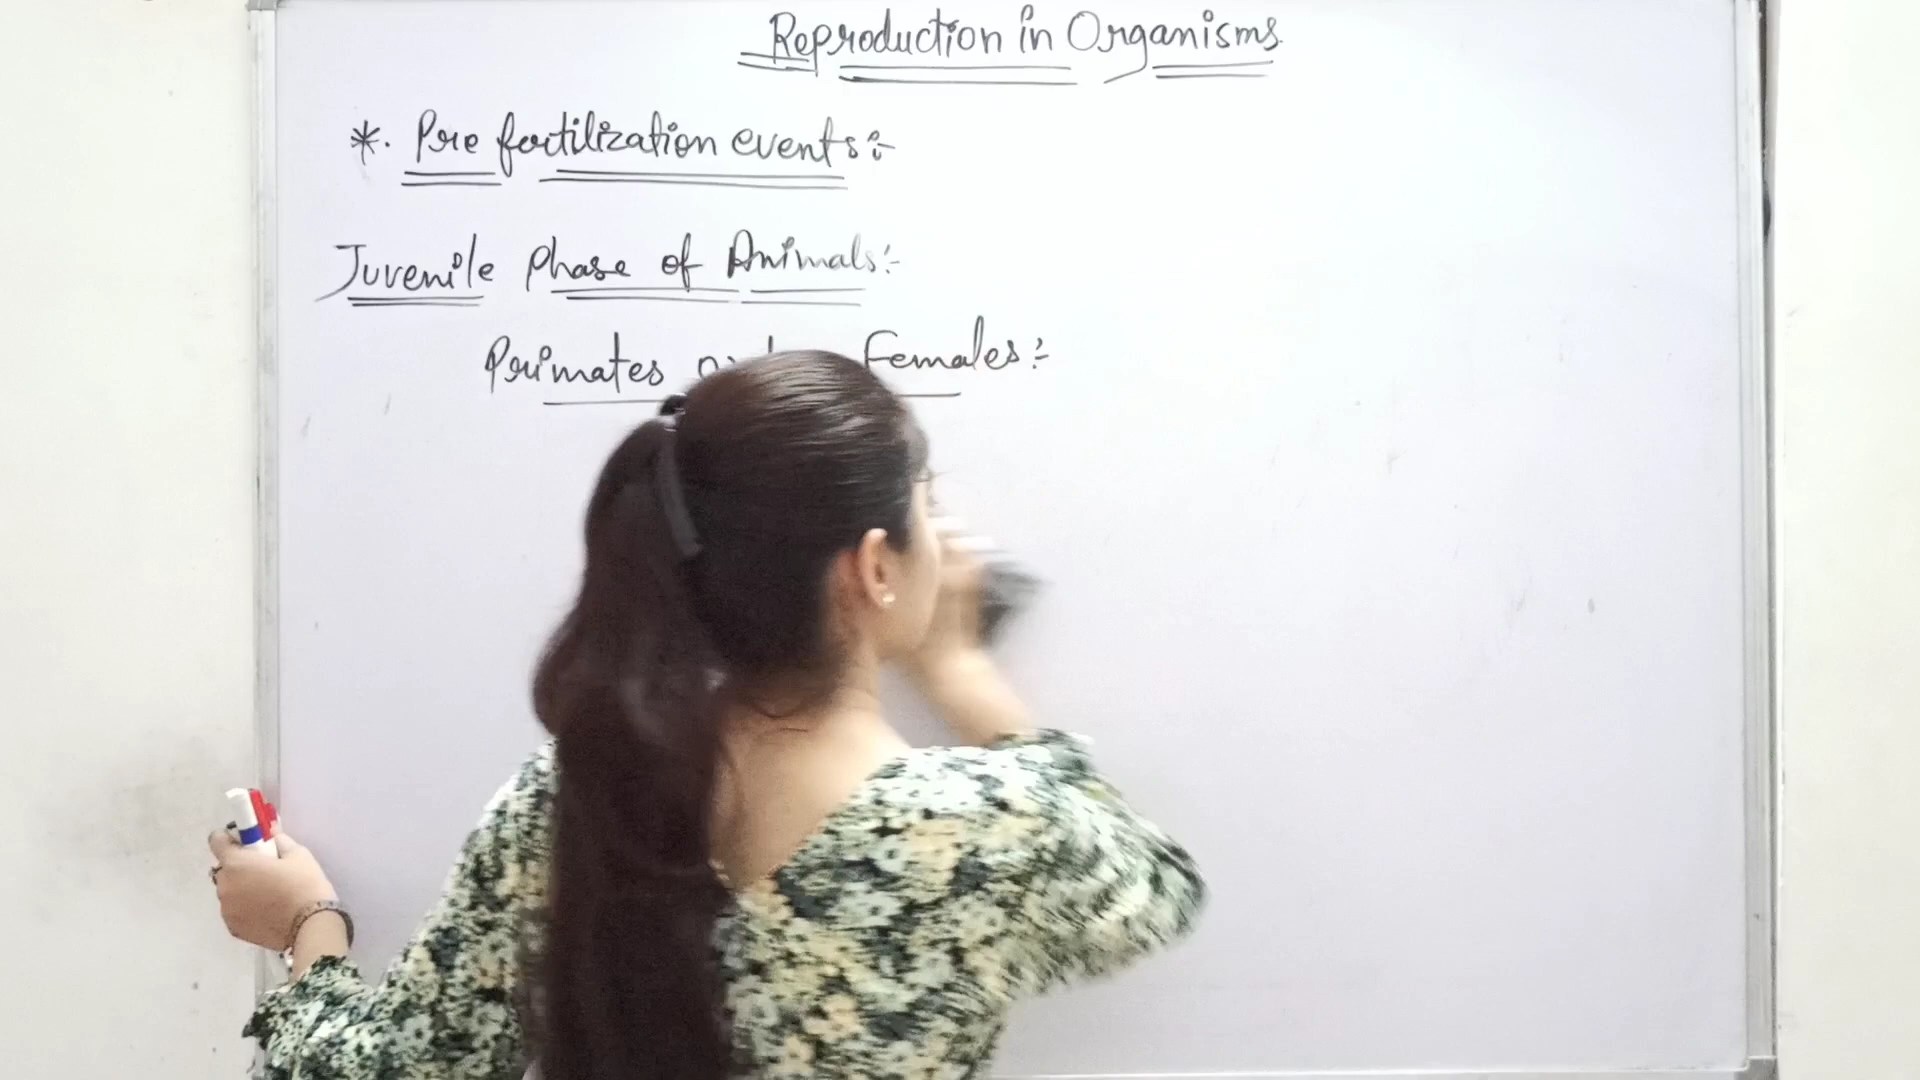 Reproduction in Organisms
*. Pre fertilization events:-
Juvenile Phase of Animals:-
Primates Females:-